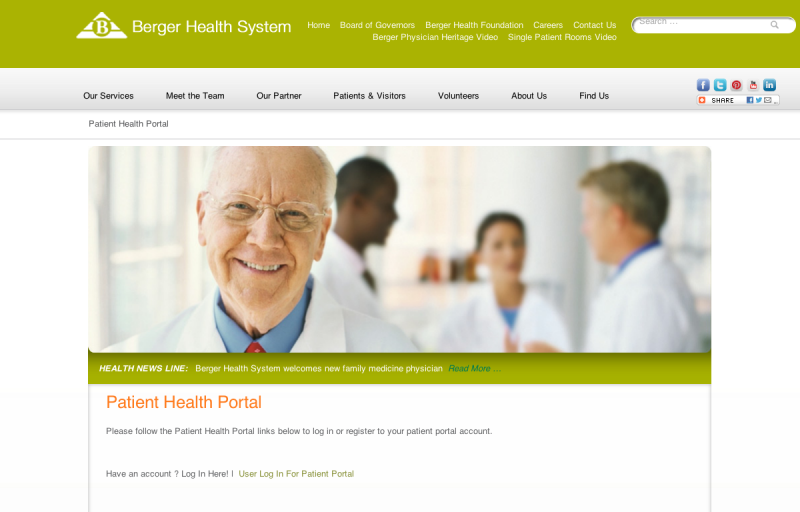 B Berger Health System
Home Board of Governors Berger Health Foundation Careers Contact Us
Berger Physician Heritage Video Single Patient Rooms Video
Search ...
Our Services Meet the Team Our Partner Patients & Visitors Volunteers About Us Find Us
SHARE
Patient Health Portal
HEALTH NEWS LINE: Berger Health System welcomes new family medicine physician Read More ...
Patient Health Portal
Please follow the Patient Health Portal links below to log in or register to your patient portal account.
Have an account ? Log In Here! | User Log In For Patient Portal